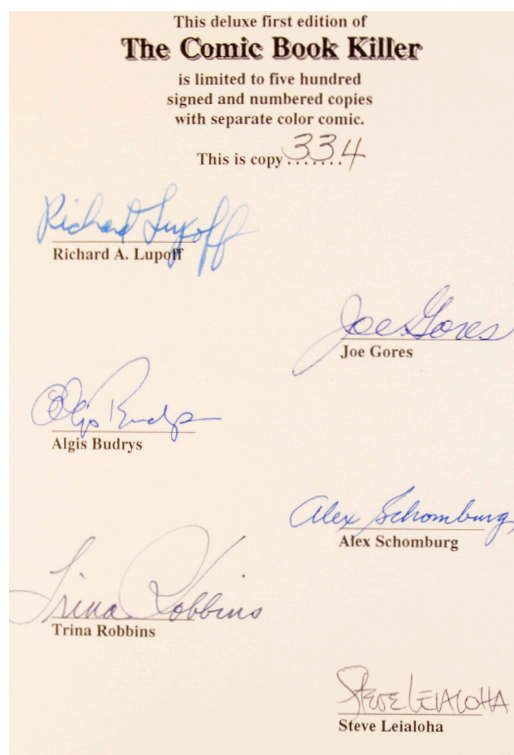 This deluxe first edition of
The Comic Book Killer
is limited to five hundred
signed and numbered copies
with separate color comic.
This is copy.......334
Richard Lupoff
Richard A. Lupoff
Joe Gores
Joe Gores
Algis Budrys
Algis Budrys
Alex Schomburg
Alex Schomburg
Trina Robbins
Trina Robbins
STEVE LEIALOHA
Steve Leialoha